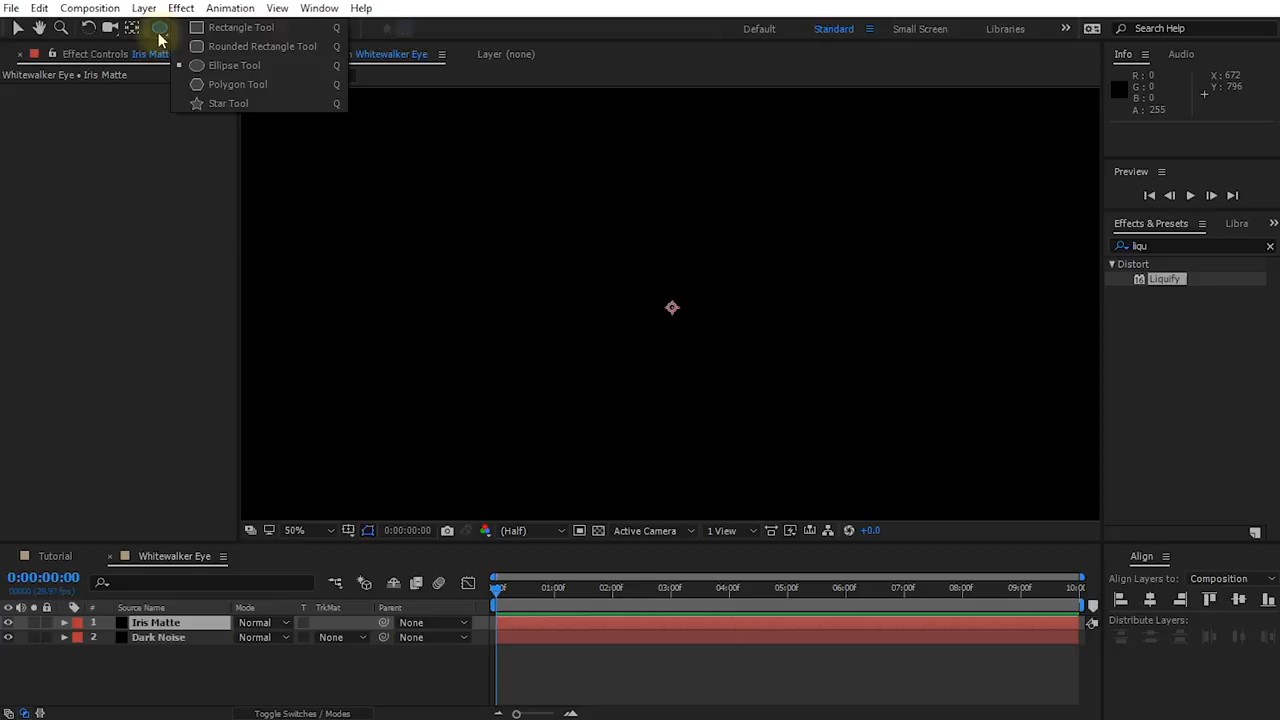 File Edit Composition Layer Effect Animation View Window Help
Rectangle Tool Q
Rounded Rectangle Tool Q
Ellipse Tool Q
Polygon Tool Q
Star Tool Q
Default Standard Small Screen Libraries Search Help
Effect Controls Iris Matt
Whitewalker Eye
Layer (none)
Whitewalker Eye • Iris Matte
Info Audio
R: 0
G: 0
B: 0
A: 255
X: 672
Y: 796
Preview
Effects & Presets Libra
liqu
Distort
16 Liquify
50% 0:00:00:00 (Half) Active Camera 1 View +0.0
Tutorial Whitewalker Eye
0:00:00:00
00000 (29.97 fps)
01:00f 02:00f 03:00f 04:00f 05:00f 06:00f 07:00f 08:00f 09:00f
# Source Name Mode T TrkMat Parent
1 Iris Matte Normal None
2 Dark Noise Normal None None
Toggle Switches / Modes
Align
Align Layers to: Composition
Distribute Layers: